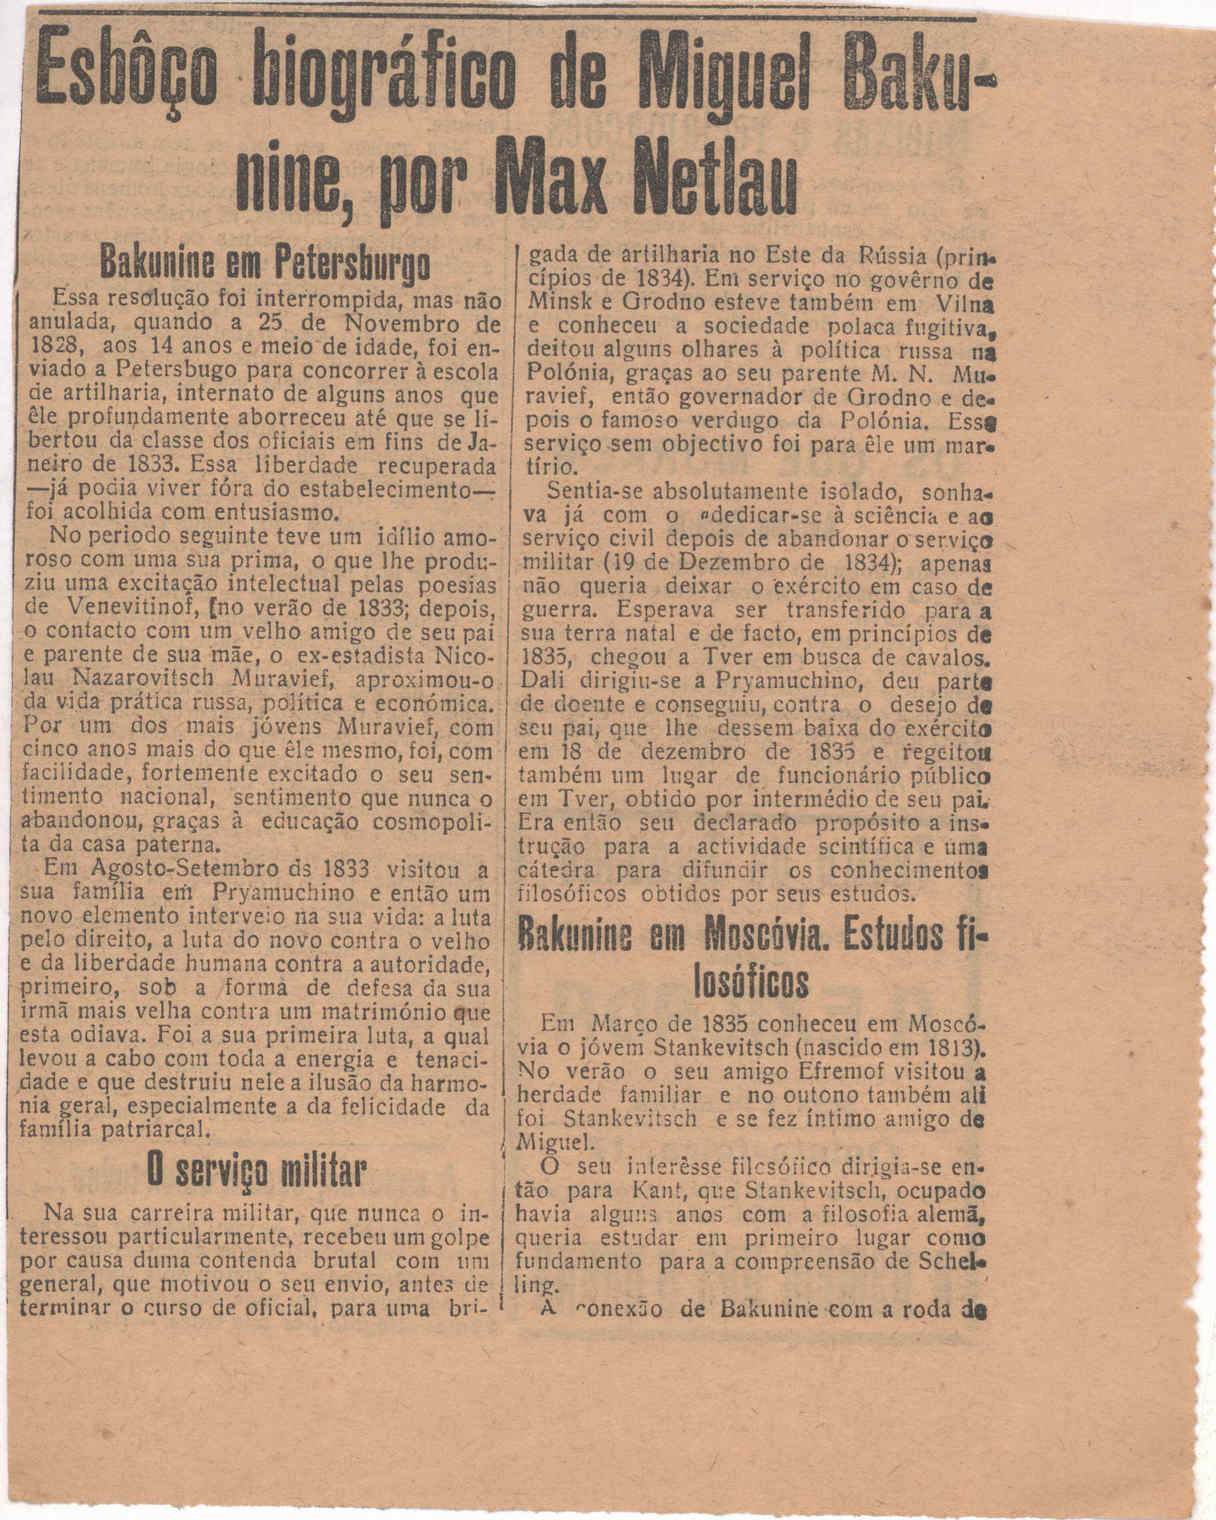 Esbôço biográfico de Miguel Baku-
nine, por Max Netlau
Bakunine em Petersburgo
Essa resolução foi interrompida, mas não
anulada, quando a 25 de Novembro de
1828, aos 14 anos e meio de idade, foi en-
viado a Petersbugo para concorrer à escola
de artilharia, internato de alguns anos que
êle profundamente aborreceu até que se li-
bertou da classe dos oficiais em fins de Ja-
neiro de 1833. Essa liberdade recuperada
—já podia viver fóra do estabelecimento—
foi acolhida com entusiasmo.
No periodo seguinte teve um idílio amo-
roso com uma sua prima, o que lhe produ-
ziu uma excitação intelectual pelas poesias
de Venevitinof, [no verão de 1833; depois,
o contacto com um velho amigo de seu pai
e parente de sua mãe, o ex-estadista Nico-
lau Nazarovitsch Muravief, aproximou-o
da vida prática russa, política e económica.
Por um dos mais jóvens Muravief, com
cinco anos mais do que êle mesmo, foi, com
facilidade, fortemente excitado o seu sen-
timento nacional, sentimento que nunca o
abandonou, graças à educação cosmopoli-
ta da casa paterna.
Em Agosto-Setembro ds 1833 visitou a
sua família em Pryamuchino e então um
novo elemento interveio na sua vida: a luta
pelo direito, a luta do novo contra o velho
e da liberdade humana contra a autoridade,
primeiro, sob a forma de defesa da sua
irmã mais velha contra um matrimónio que
esta odiava. Foi a sua primeira luta, a qual
levou a cabo com toda a energia e tenaci-
dade e que destruiu nele a ilusão da harmo-
nia geral, especialmente a da felicidade da
família patriarcal.
O serviço militar
Na sua carreira militar, que nunca o in-
teressou particularmente, recebeu um golpe
por causa duma contenda brutal com um
general, que motivou o seu envio, antes de
terminar o curso de oficial, para uma bri-
gada de artilharia no Este da Rússia (prin-
cípios de 1834). Em serviço no govêrno de
Minsk e Grodno esteve também em Vilna
e conheceu a sociedade polaca fugitiva,
deitou alguns olhares à política russa na
Polónia, graças ao seu parente M. N. Mu-
ravief, então governador de Grodno e de-
pois o famoso verdugo da Polónia. Esse
serviço sem objectivo foi para êle um mar-
tírio.
Sentia-se absolutamente isolado, sonha-
va já com o «dedicar-se à sciência e ao
serviço civil depois de abandonar o serviço
militar (19 de Dezembro de 1834); apenas
não queria deixar o exército em caso de
guerra. Esperava ser transferido para a
sua terra natal e de facto, em princípios de
1835, chegou a Tver em busca de cavalos.
Dali dirigiu-se a Pryamuchino, deu parte
de doente e conseguiu, contra o desejo de
seu pai, que lhe dessem baixa do exército
em 18 de dezembro de 1835 e regeitou
também um lugar de funcionário público
em Tver, obtido por intermédio de seu pai.
Era então seu declarado propósito a ins-
trução para a actividade scintífica e uma
cátedra para difundir os conhecimentos
filosóficos obtidos por seus estudos.
Bakunine em Moscóvia. Estudos fi-
losóficos
Em Março de 1835 conheceu em Moscó-
via o jóvem Stankevitsch (nascido em 1813).
No verão o seu amigo Efremof visitou a
herdade familiar e no outono também ali
foi Stankevitsch e se fez íntimo amigo de
Miguel.
O seu interêsse filcsófico dirigia-se en-
tão para Kant, que Stankevitsch, ocupado
havia alguns anos com a filosofia alemã,
queria estudar em primeiro lugar como
fundamento para a compreensão de Schel-
ling.
A conexão de Bakunine com a roda de